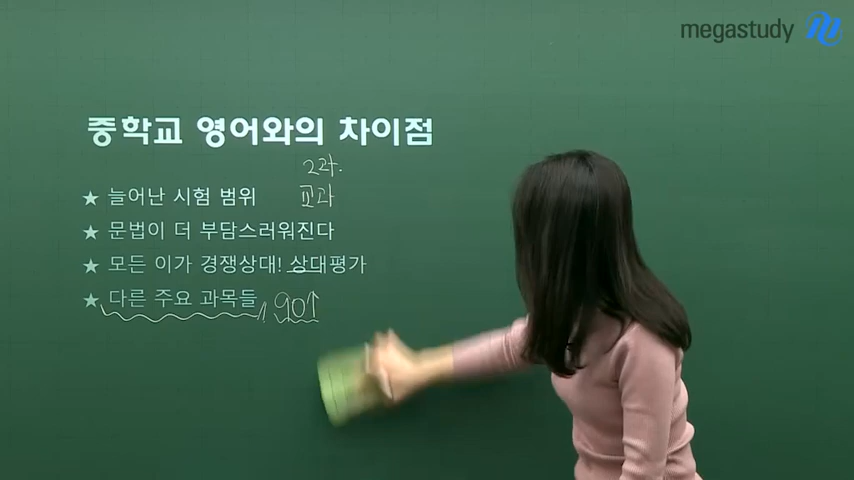 megastudy
중학교 영어와의 차이점
2과.
★ 늘어난 시험 범위 교과
★ 문법이 더 부담스러워진다
★ 모든 이가 경쟁상대! 상대평가
★ 다른 주요 과목들 90↑